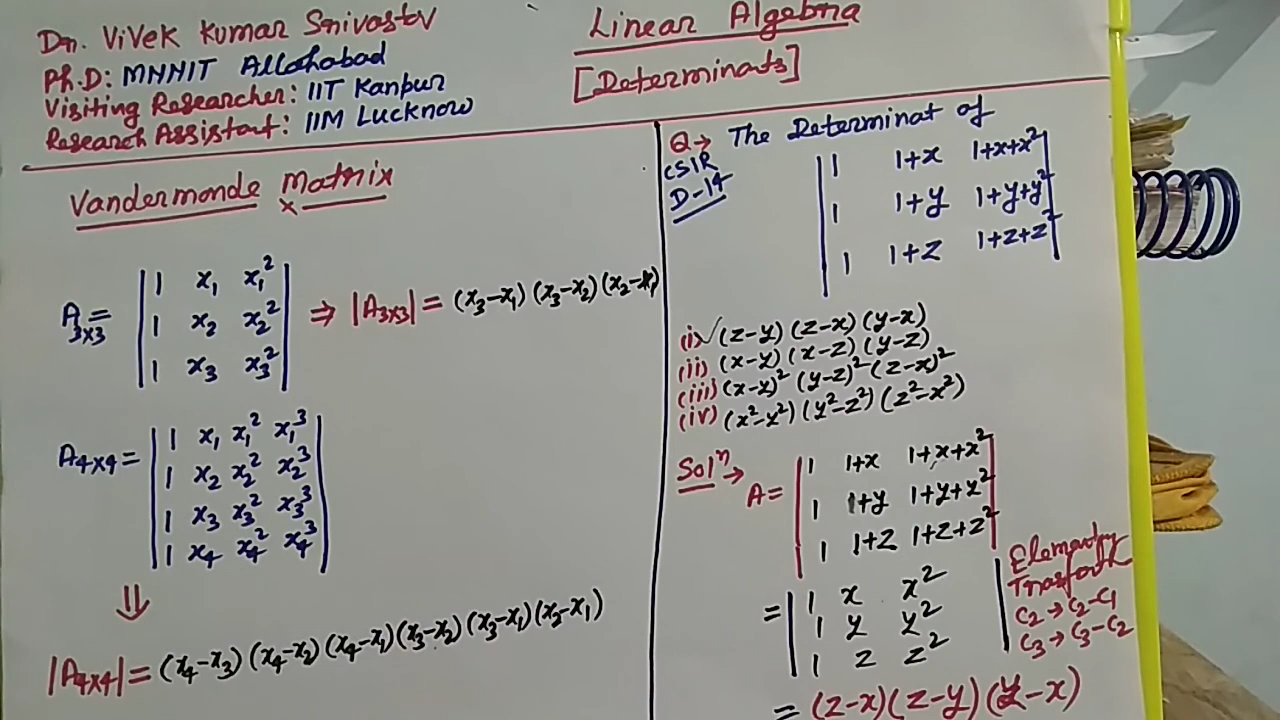 Dr. Vivek Kumar Srivastav
Ph.D: MNNIT Allahabad
Visiting Researcher: IIT Kanpur
Research Assistant: IIM Lucknow
Linear Algebra
[Determinats]
Vandermonde Matrix
A₃ₓ₃ = | 1 x₁ x₁² |
| 1 x₂ x₂² |
| 1 x₃ x₃² |
⇒ |A₃ₓ₃| = (x₃-x₁) (x₃-x₂) (x₂-x₁)
A₄ₓ₄ = | 1 x₁ x₁² x₁³ |
| 1 x₂ x₂² x₂³ |
| 1 x₃ x₃² x₃³ |
| 1 x₄ x₄² x₄³ |
⇓
|A₄ₓ₄| = (x₄-x₃) (x₄-x₂) (x₄-x₁) (x₃-x₂) (x₃-x₁) (x₂-x₁)
Q→ The Determinat of
CSIR
D-14
| 1 1+x 1+x+x² |
| 1 1+y 1+y+y² |
| 1 1+z 1+z+z² |
(i) ✓ (z-y) (z-x) (y-x)
(ii) (x-y) (x-z) (y-z)
(iii) (x-y)² (y-z)² (z-x)²
(iv) (x²-y²) (y²-z²) (z²-x²)
Solⁿ →
A = | 1 1+x 1+x+x² |
| 1 1+y 1+y+y² |
| 1 1+z 1+z+z² |
= | 1 x x² |
| 1 y y² |
| 1 z z² |
C₂→C₂-C₁
C₃→C₃-C₂
= (z-x) (z-y) (y-x)